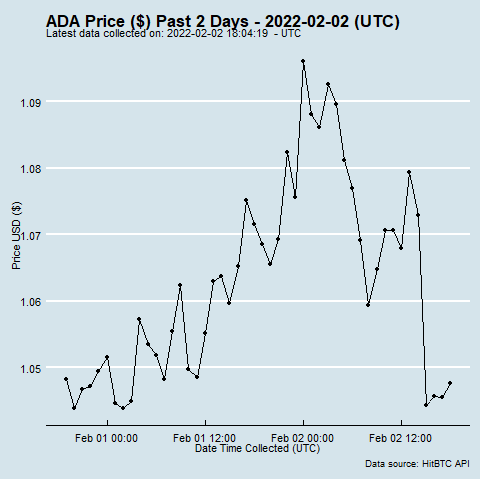 ADA Price ($) Past 2 Days - 2022-02-02 (UTC)
Latest data collected on: 2022-02-02 18:04:19 - UTC
1.09
1.08
1.07
1.06
1.05
Price USD ($)
Feb 01 00:00 Feb 01 12:00 Feb 02 00:00 Feb 02 12:00
Date Time Collected (UTC)
Data source: HitBTC API